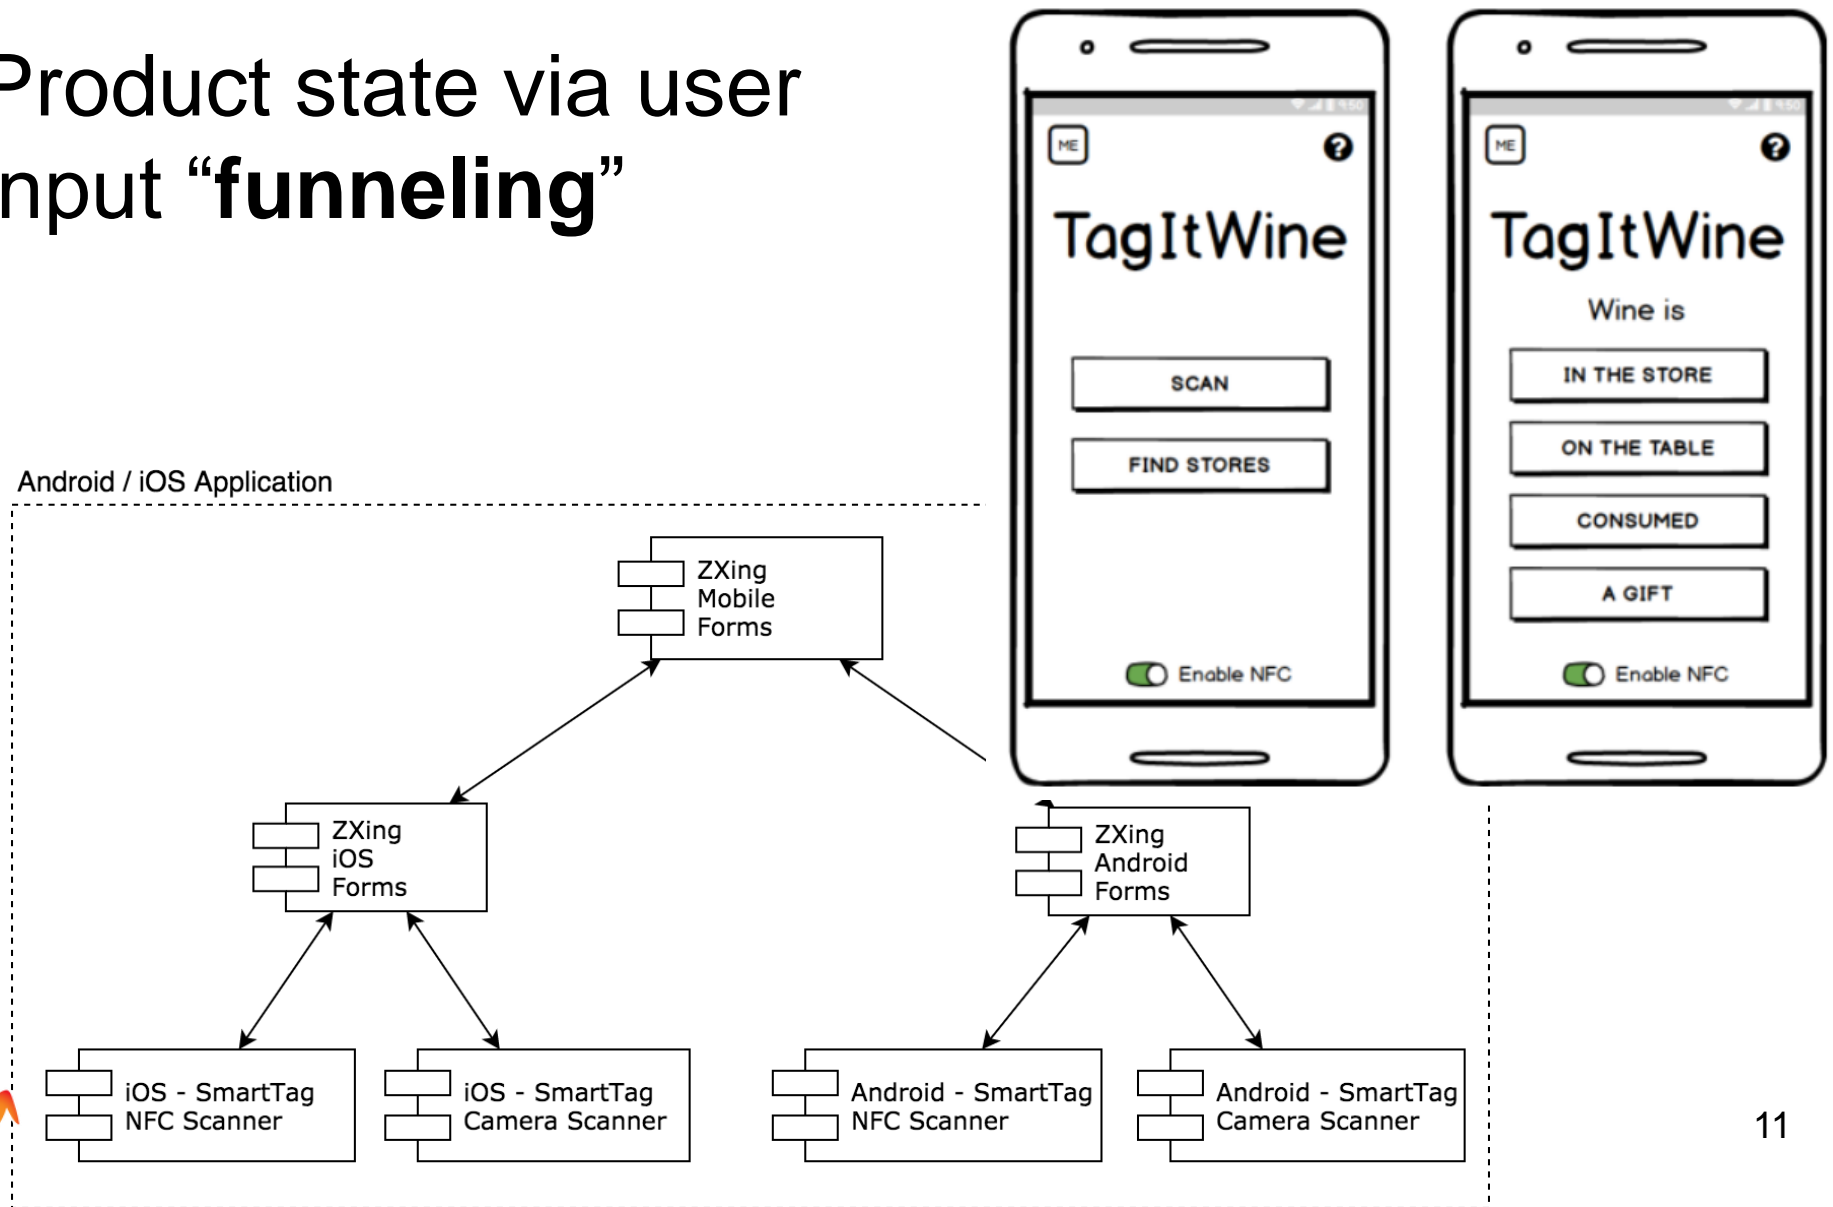 Product state via user
nput “funneling”
ME
TagItWine
SCAN
FIND STORES
Enable NFC
ME
TagItWine
Wine is
IN THE STORE
ON THE TABLE
CONSUMED
A GIFT
Enable NFC
Android / iOS Application
ZXing
Mobile
Forms
ZXing
iOS
Forms
ZXing
Android
Forms
iOS - SmartTag
NFC Scanner
iOS - SmartTag
Camera Scanner
Android - SmartTag
NFC Scanner
Android - SmartTag
Camera Scanner
11